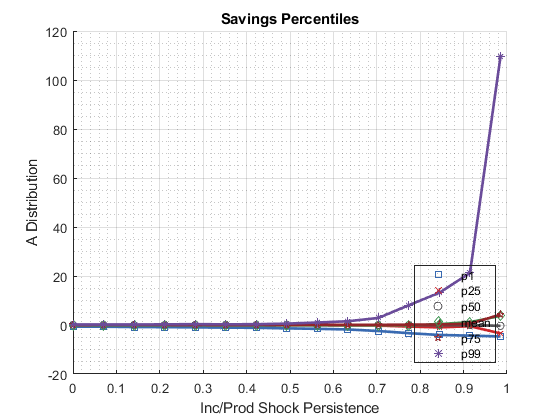 Savings Percentiles
120
100
80
60
40
20
0
-20
A Distribution
p1
p25
p50
mean
p75
p99
0 0.1 0.2 0.3 0.4 0.5 0.6 0.7 0.8 0.9 1
Inc/Prod Shock Persistence